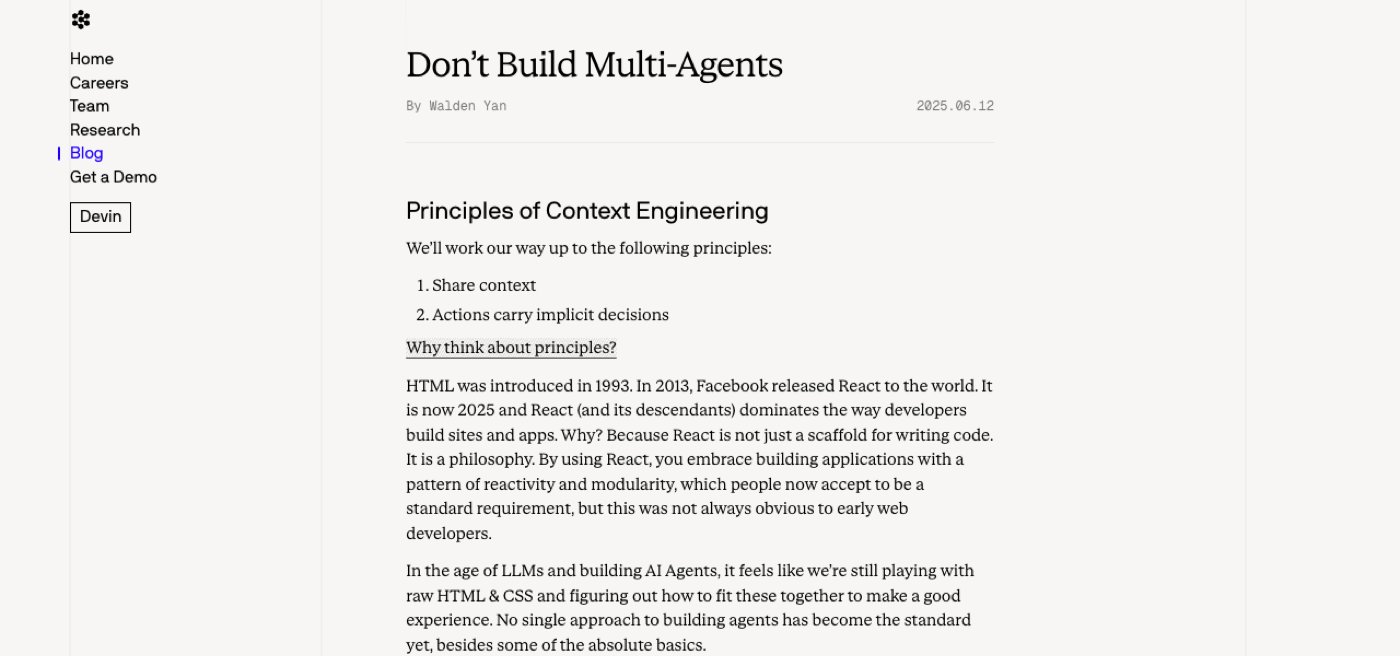 Home
Careers
Team
Research
Blog
Get a Demo
Devin
Don’t Build Multi-Agents
By Walden Yan
2025.06.12
Principles of Context Engineering
We’ll work our way up to the following principles:
1. Share context
2. Actions carry implicit decisions
Why think about principles?
HTML was introduced in 1993. In 2013, Facebook released React to the world. It
is now 2025 and React (and its descendants) dominates the way developers
build sites and apps. Why? Because React is not just a scaffold for writing code.
It is a philosophy. By using React, you embrace building applications with a
pattern of reactivity and modularity, which people now accept to be a
standard requirement, but this was not always obvious to early web
developers.
In the age of LLMs and building AI Agents, it feels like we’re still playing with
raw HTML & CSS and figuring out how to fit these together to make a good
experience. No single approach to building agents has become the standard
yet, besides some of the absolute basics.